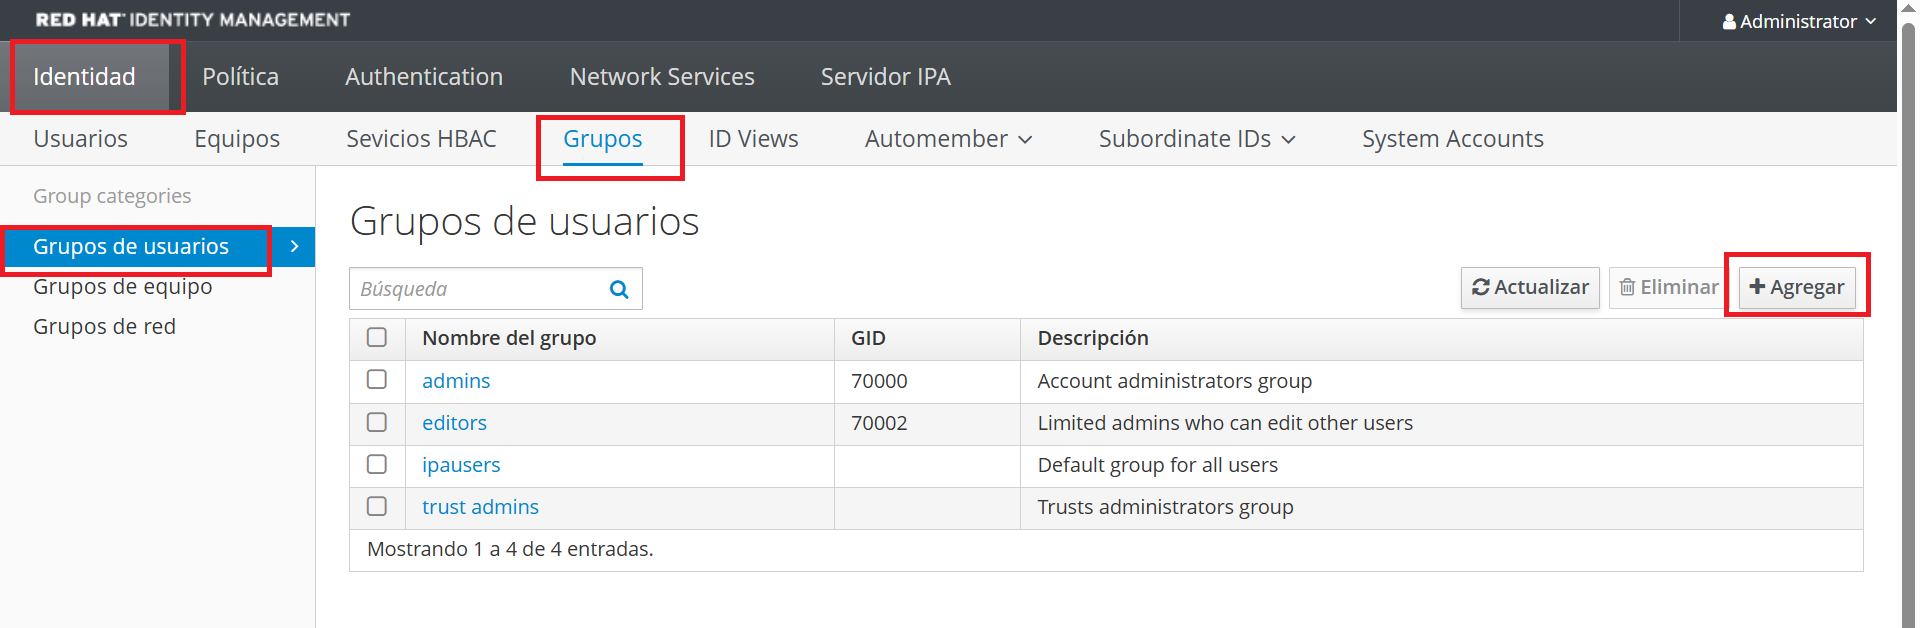 RED HAT IDENTITY MANAGEMENT
Administrator
Identidad Política Authentication Network Services Servidor IPA
Usuarios Equipos Sevicios HBAC Grupos ID Views Automember Subordinate IDs System Accounts
Group categories
Grupos de usuarios
Grupos de equipo
Grupos de red
Grupos de usuarios
Búsqueda
Actualizar Eliminar Agregar
Nombre del grupo GID Descripción
admins 70000 Account administrators group
editors 70002 Limited admins who can edit other users
ipausers Default group for all users
trust admins Trusts administrators group
Mostrando 1 a 4 de 4 entradas.